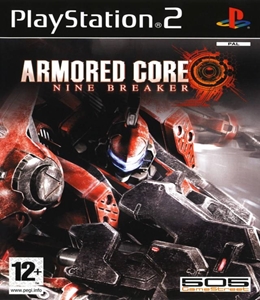 PlayStation®2
PAL
ARMORED CORE
NINE BREAKER
12+
www.pegi.info
505
GameStreet